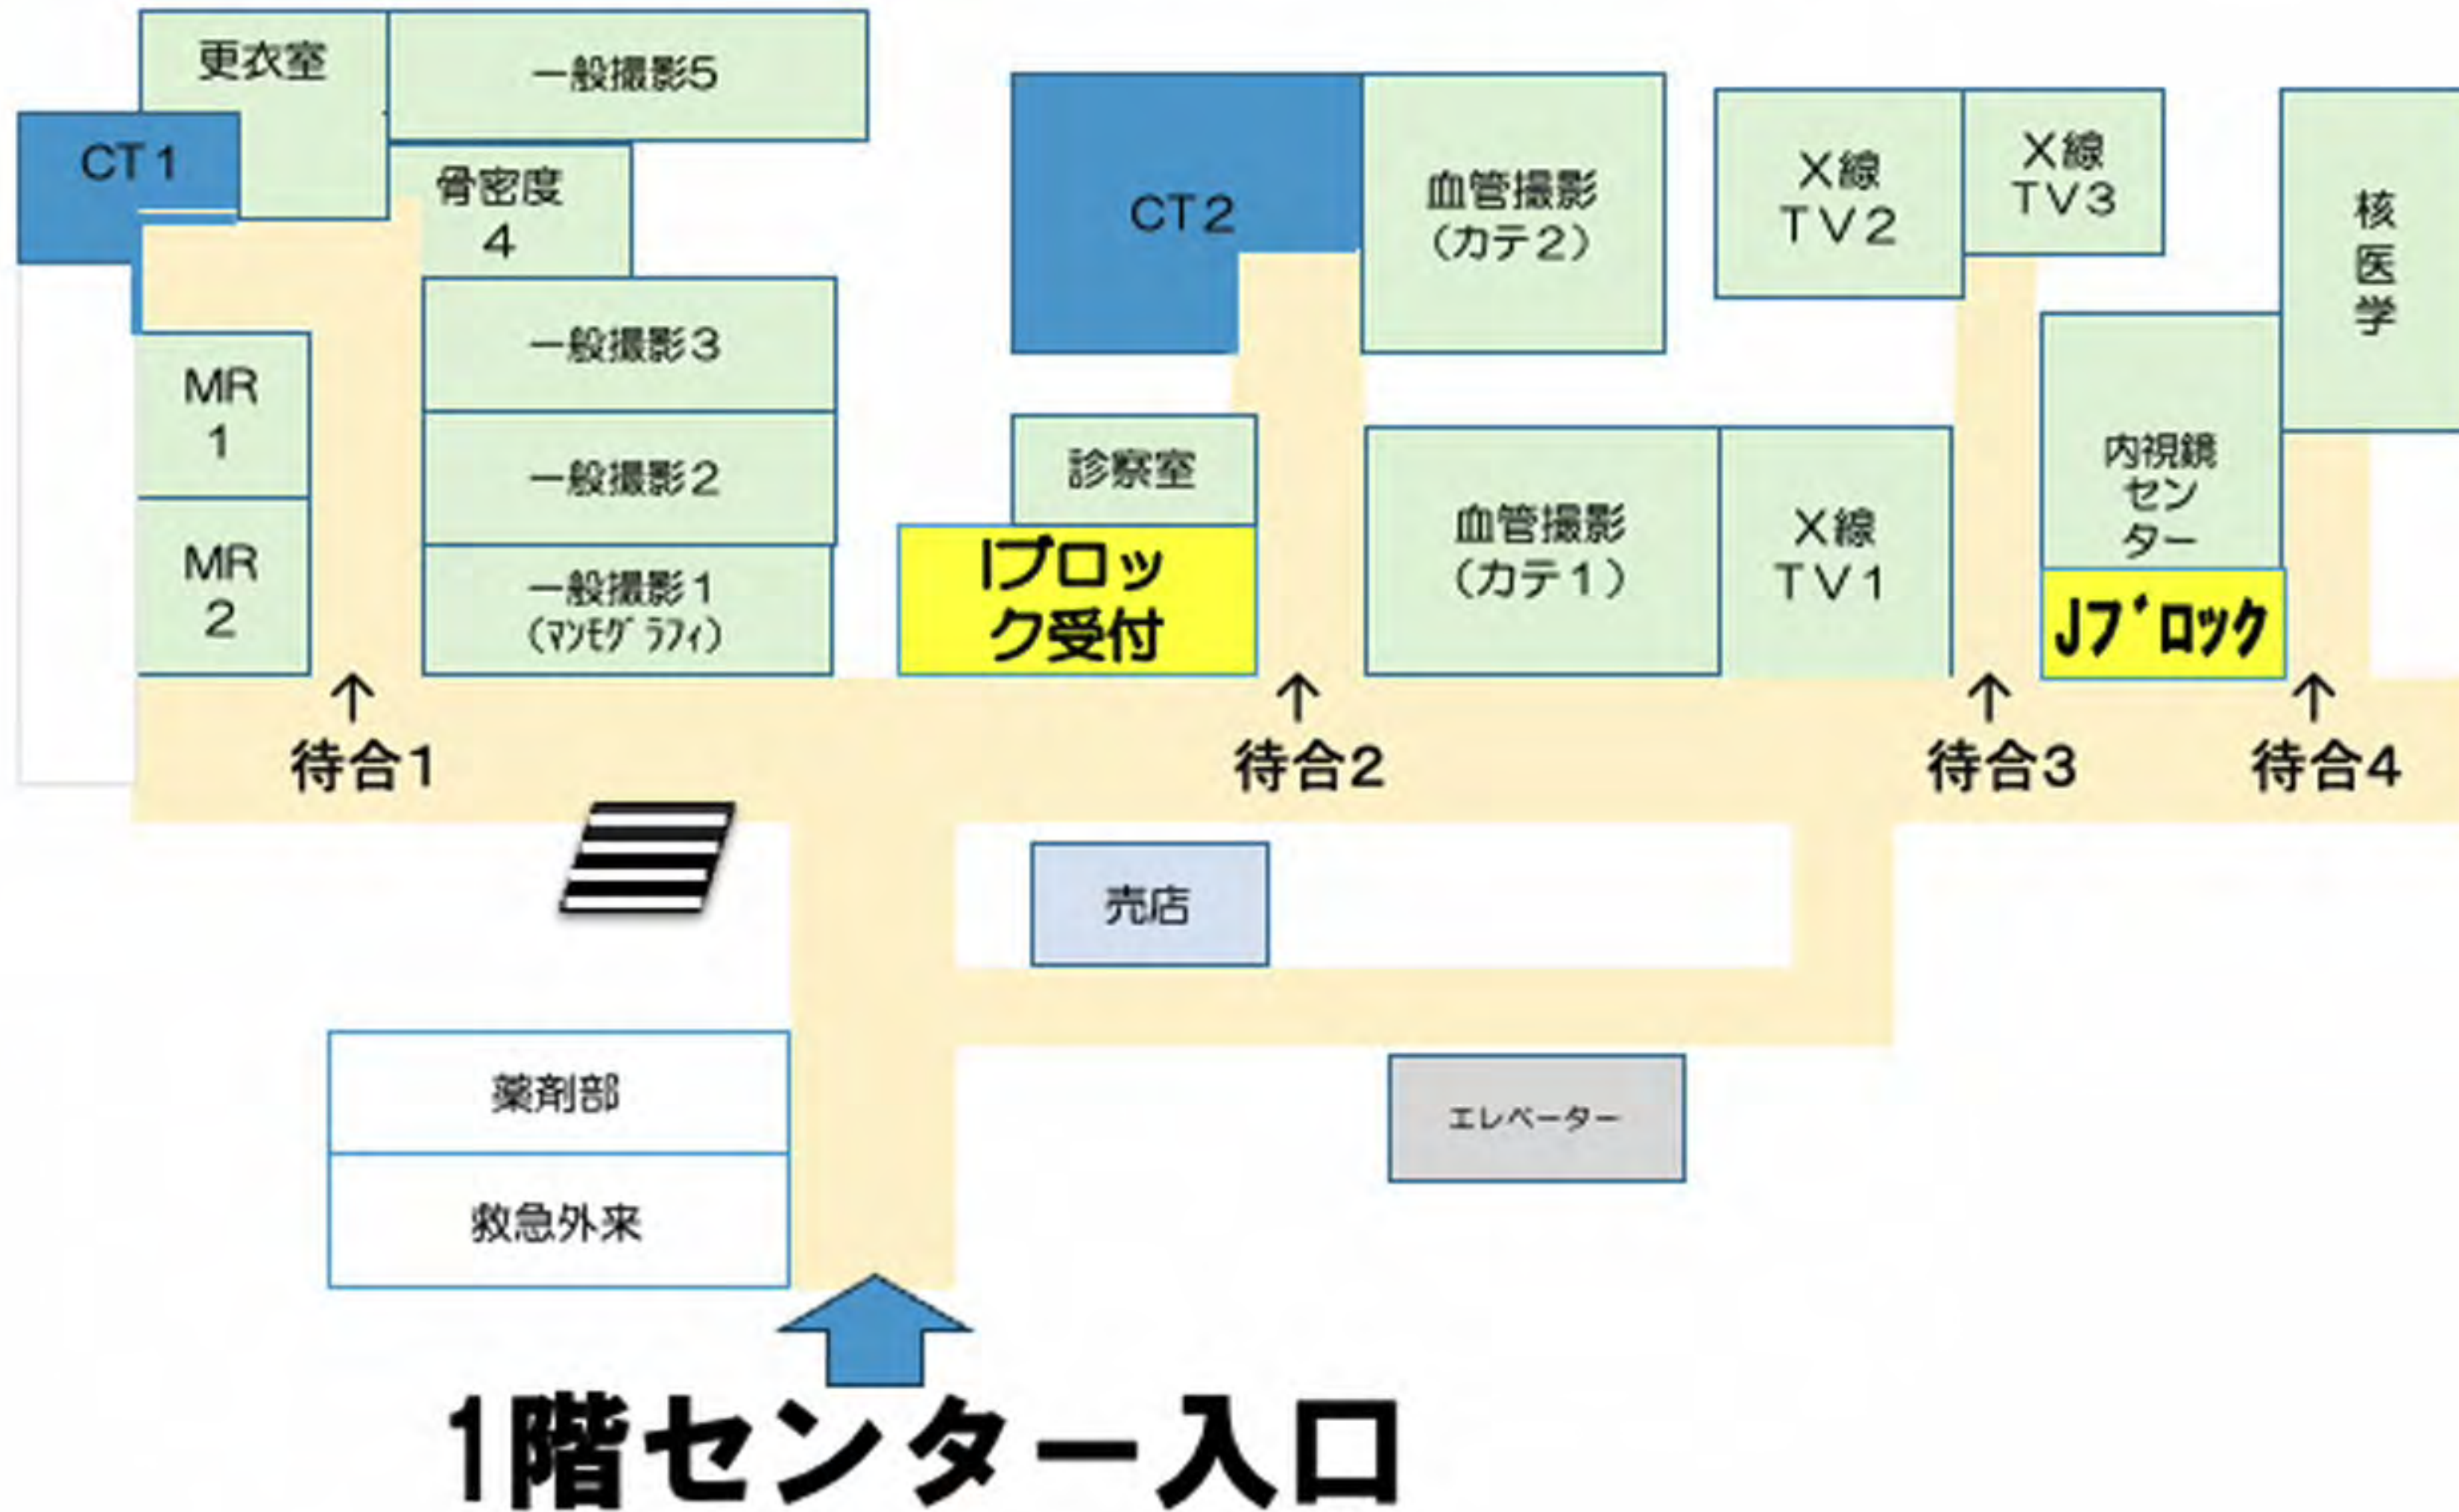 更衣室
一般撮影5
CT1
骨密度
4
一般撮影3
MR
1
一般撮影2
MR
2
一般撮影1
(ﾏﾝﾓｸﾞﾗﾌｨ)
CT2
血管撮影
(カテ2)
診察室
Iブロッ
ク受付
血管撮影
(カテ1)
X線
TV1
X線
TV2
X線
TV3
核
医
学
内視鏡
セン
ター
Jﾌﾞﾛｯｸ
↑
待合1
↑
待合2
↑
待合3
↑
待合4
売店
薬剤部
救急外来
エレベーター
1階センター入口